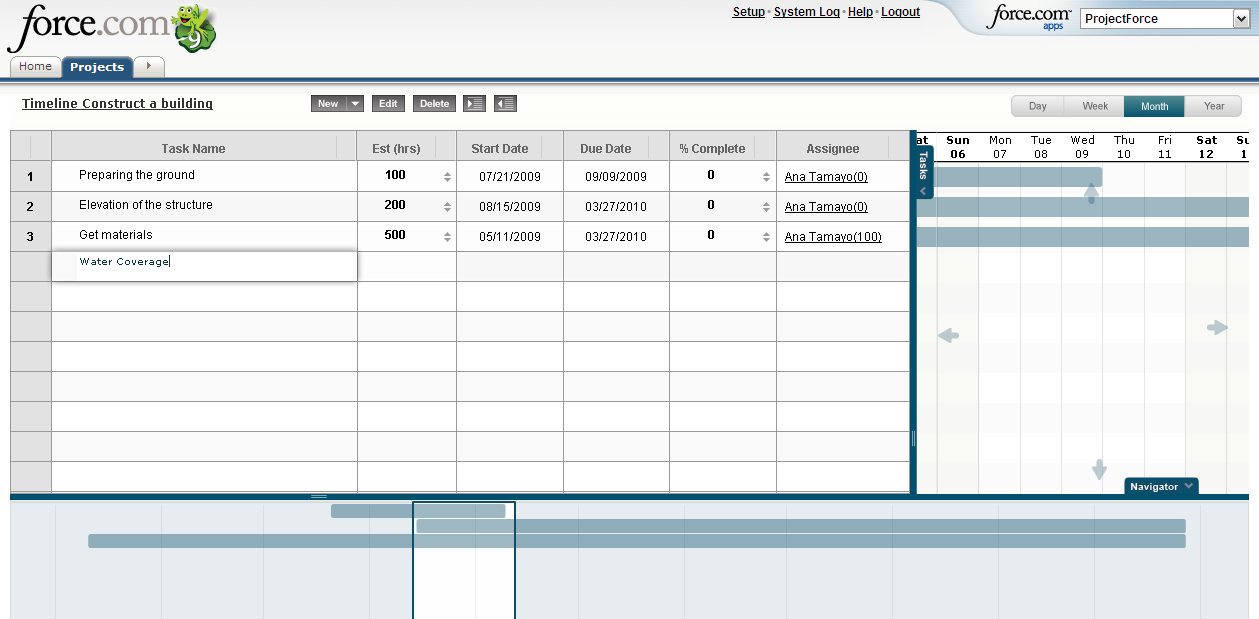 force.com 9
Setup · System Log · Help · Logout
force.com apps
ProjectForce
Home Projects
Timeline Construct a building
New Edit Delete
Day Week Month Year
Task Name Est (hrs) Start Date Due Date % Complete Assignee
1 Preparing the ground 100 07/21/2009 09/09/2009 0 Ana Tamayo(0)
2 Elevation of the structure 200 08/15/2009 03/27/2010 0 Ana Tamayo(0)
3 Get materials 500 05/11/2009 03/27/2010 0 Ana Tamayo(100)
Water Coverage
Tasks
at Sun Mon Tue Wed Thu Fri Sat Su
06 07 08 09 10 11 12 1
Navigator